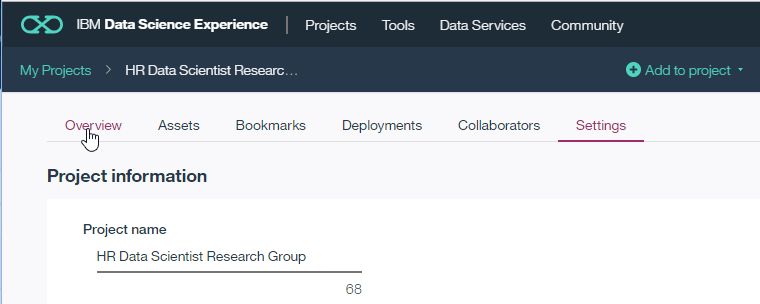 IBM Data Science Experience Projects Tools Data Services Community
My Projects > HR Data Scientist Researc... Add to project
Overview Assets Bookmarks Deployments Collaborators Settings
Project information
Project name
HR Data Scientist Research Group
68